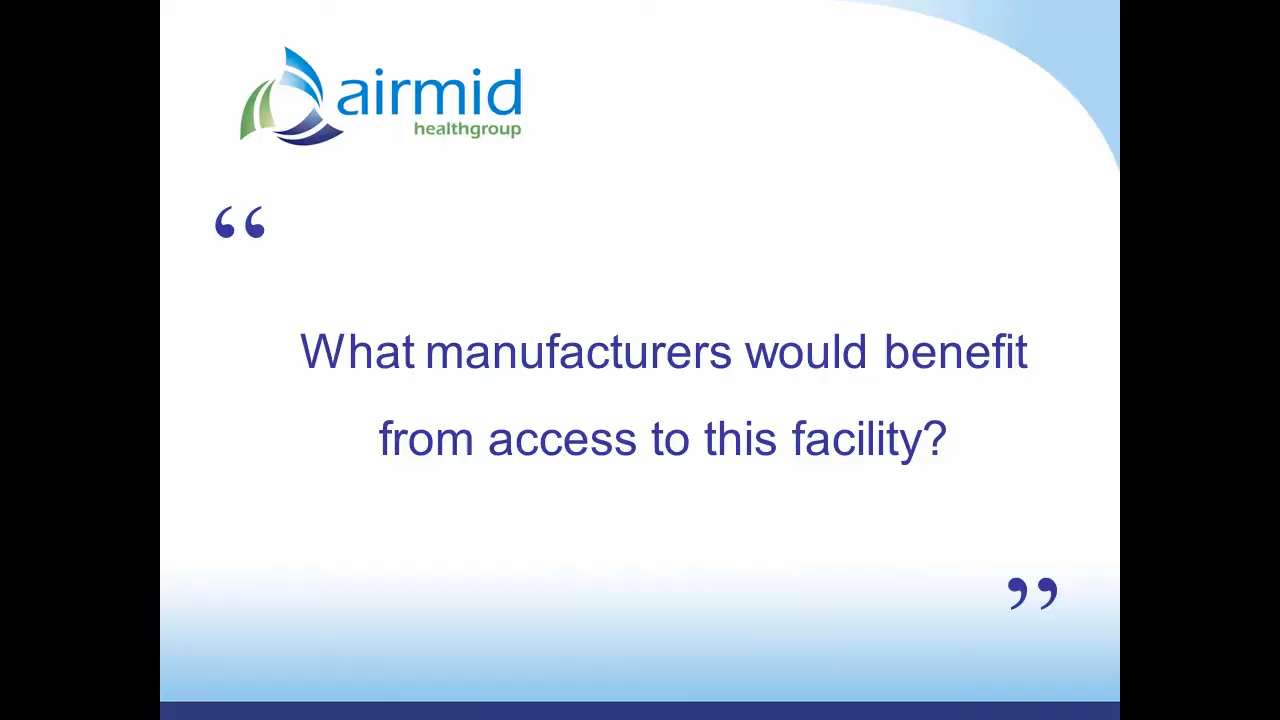 airmid
healthgroup
“
What manufacturers would benefit
from access to this facility?
”